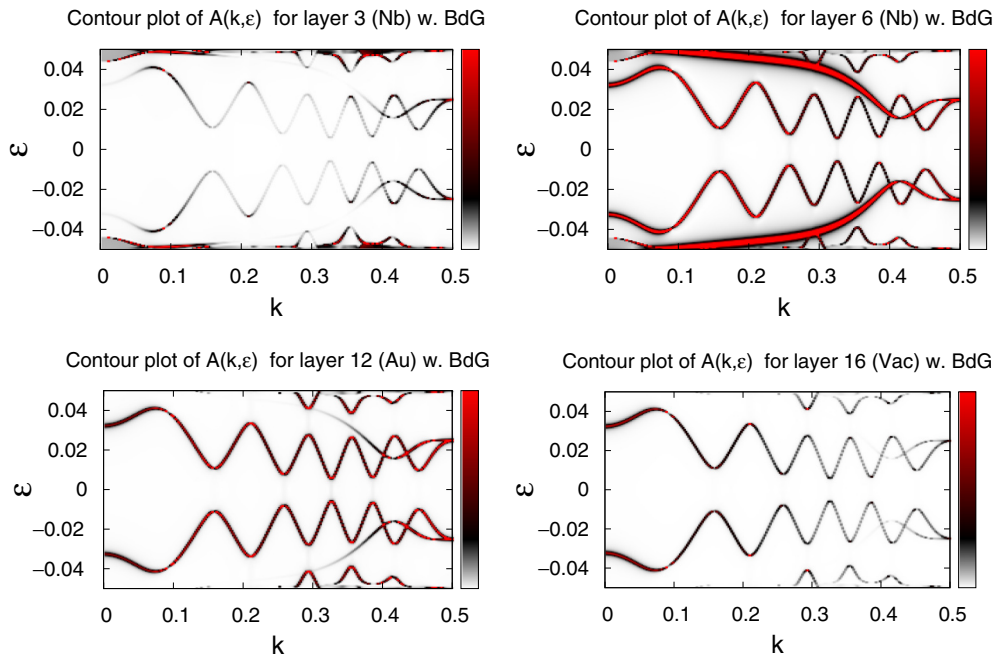 Contour plot of A(k,ε) for layer 3 (Nb) w. BdG
0.04
0.02
0
−0.02
−0.04
ε
0 0.1 0.2 0.3 0.4 0.5
k
Contour plot of A(k,ε) for layer 6 (Nb) w. BdG
0.04
0.02
0
−0.02
−0.04
ε
0 0.1 0.2 0.3 0.4 0.5
k
Contour plot of A(k,ε) for layer 12 (Au) w. BdG
0.04
0.02
0
−0.02
−0.04
ε
0 0.1 0.2 0.3 0.4 0.5
k
Contour plot of A(k,ε) for layer 16 (Vac) w. BdG
0.04
0.02
0
−0.02
−0.04
ε
0 0.1 0.2 0.3 0.4 0.5
k